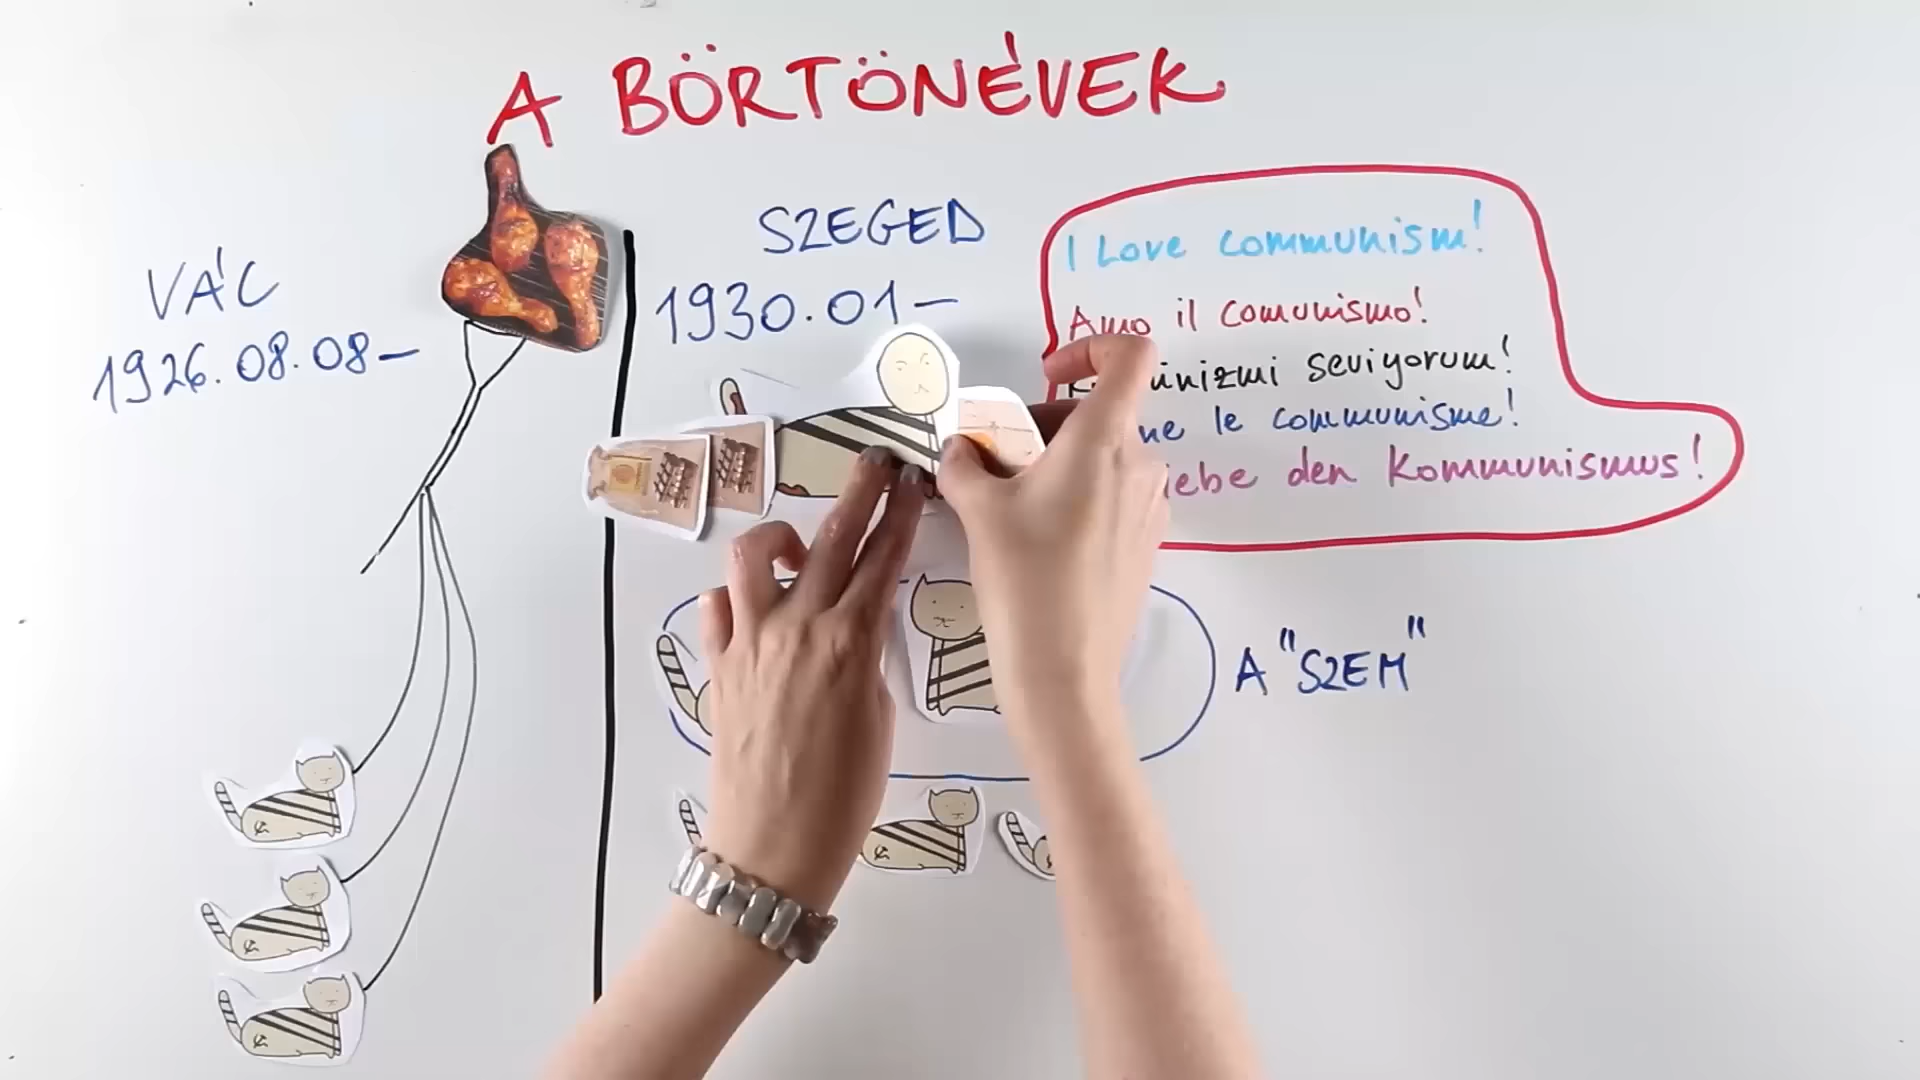 A BÖRTÖNÉVEK
VÁC
1926.08.08-
SZEGED
1930.01-
I Love communism!
Amo il comunismo!
seviyorum!
le communisme!
den Kommunismus!
A "SZEM"